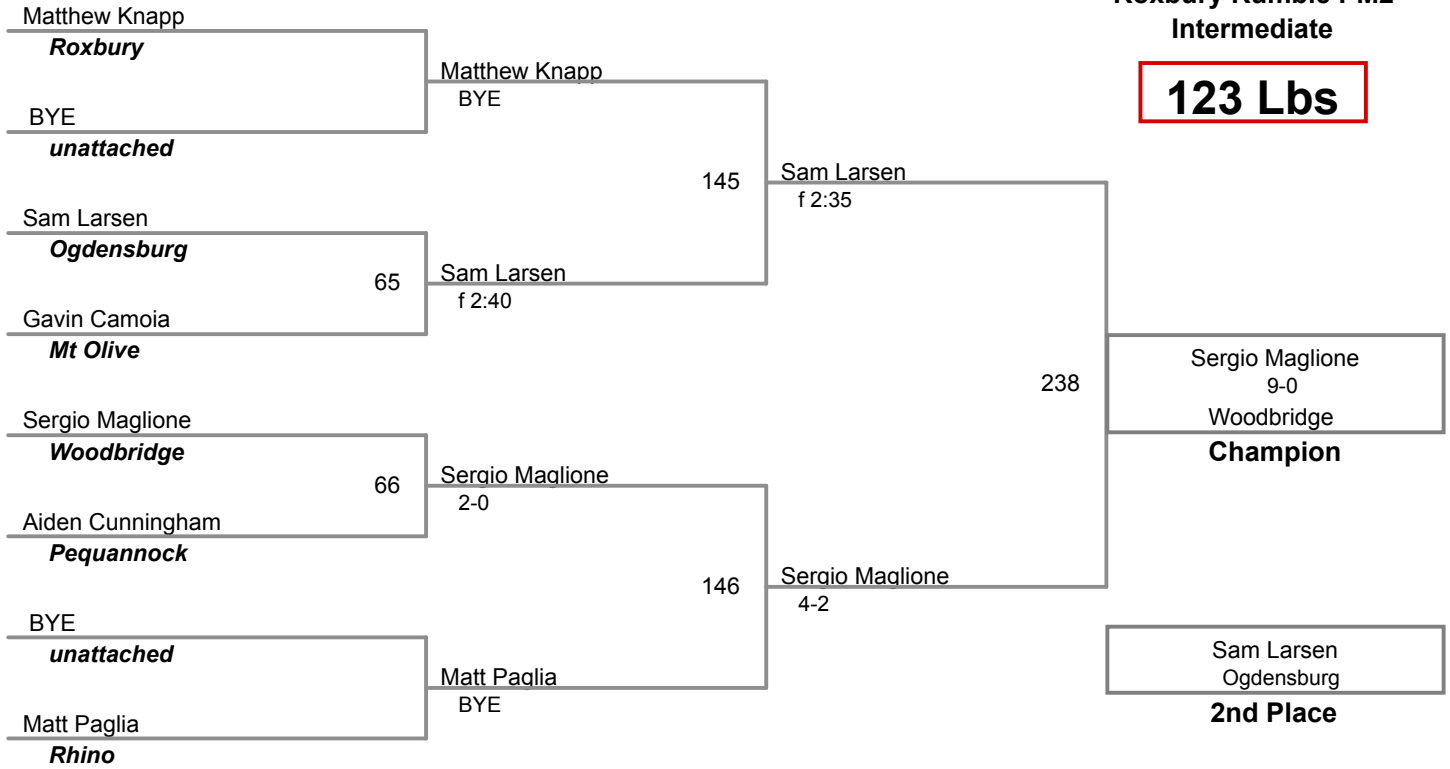 Roxbury Rumble PM2
Intermediate
123 Lbs
Matthew Knapp
Roxbury
BYE
unattached
Sam Larsen
Ogdensburg
Gavin Camoia
Mt Olive
Sergio Maglione
Woodbridge
Aiden Cunningham
Pequannock
BYE
unattached
Matt Paglia
Rhino
Matthew Knapp
BYE
65
Sam Larsen
f 2:40
66
Sergio Maglione
2-0
Matt Paglia
BYE
145
Sam Larsen
f 2:35
146
Sergio Maglione
4-2
238
Sergio Maglione
9-0
Woodbridge
Champion
Sam Larsen
Ogdensburg
2nd Place